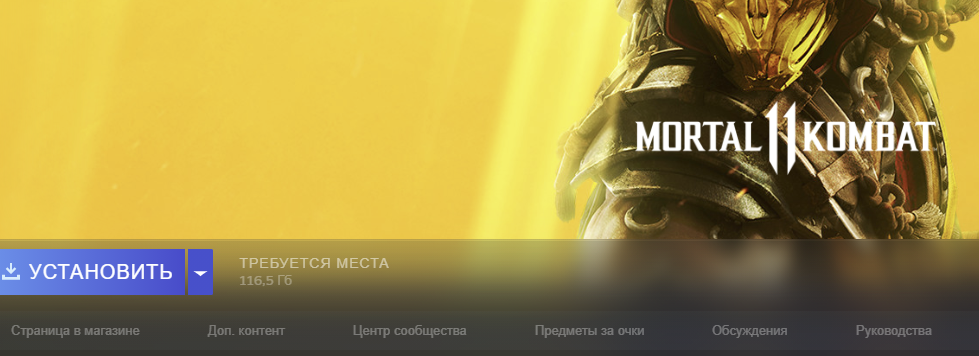 MORTAL 11 KOMBAT
УСТАНОВИТЬ
ТРЕБУЕТСЯ МЕСТА
116,5 Гб
Страница в магазине Доп. контент Центр сообщества Предметы за очки Обсуждения Руководства